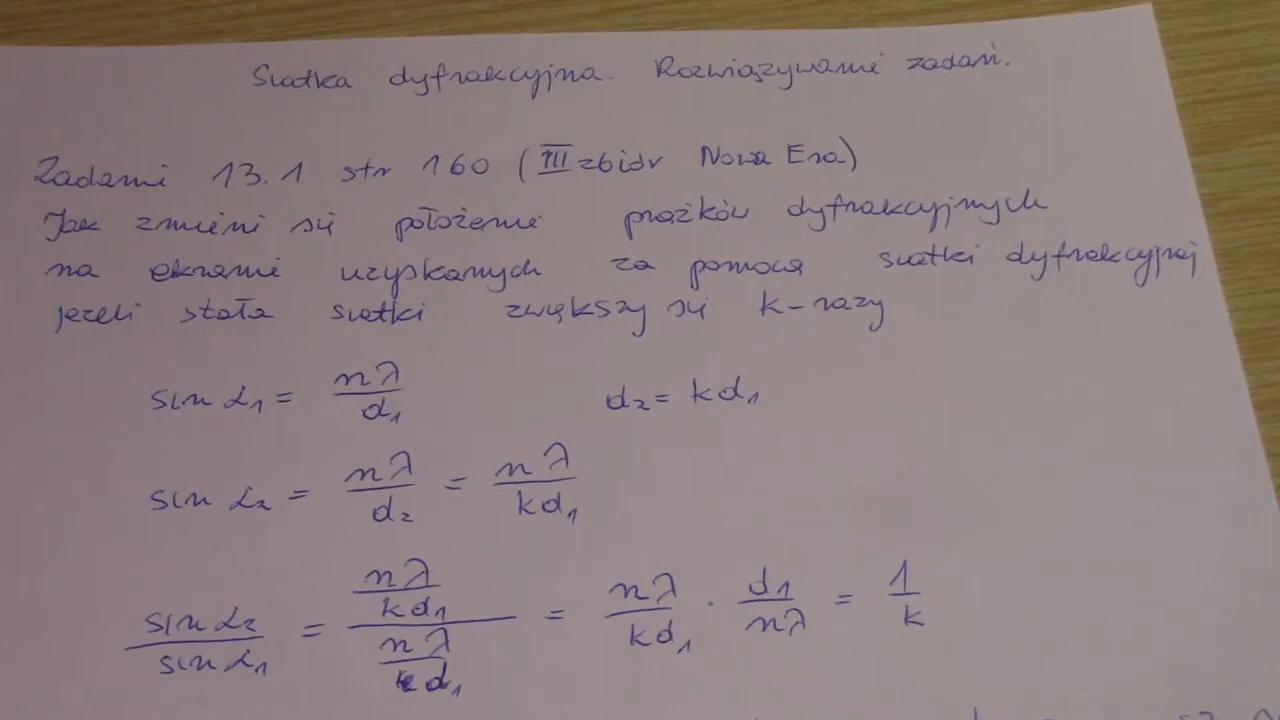 Siatka dyfrakcyjna. Rozwiązywanie zadań.
Zadanie 13.1 str 160 (III zbiór Nowa Era)
Jak zmieni się położenie prążków dyfrakcyjnych
na ekranie uzyskanych za pomocą siatki dyfrakcyjnej
jeżeli stała siatki zwiększy się k-razy
sin α₁ = nλ/d₁ d₂ = kd₁
sin α₂ = nλ/d₂ = nλ/kd₁
sin α₂/sin α₁ = (nλ/kd₁)/(nλ/d₁) = nλ/kd₁ · d₁/nλ = 1/k